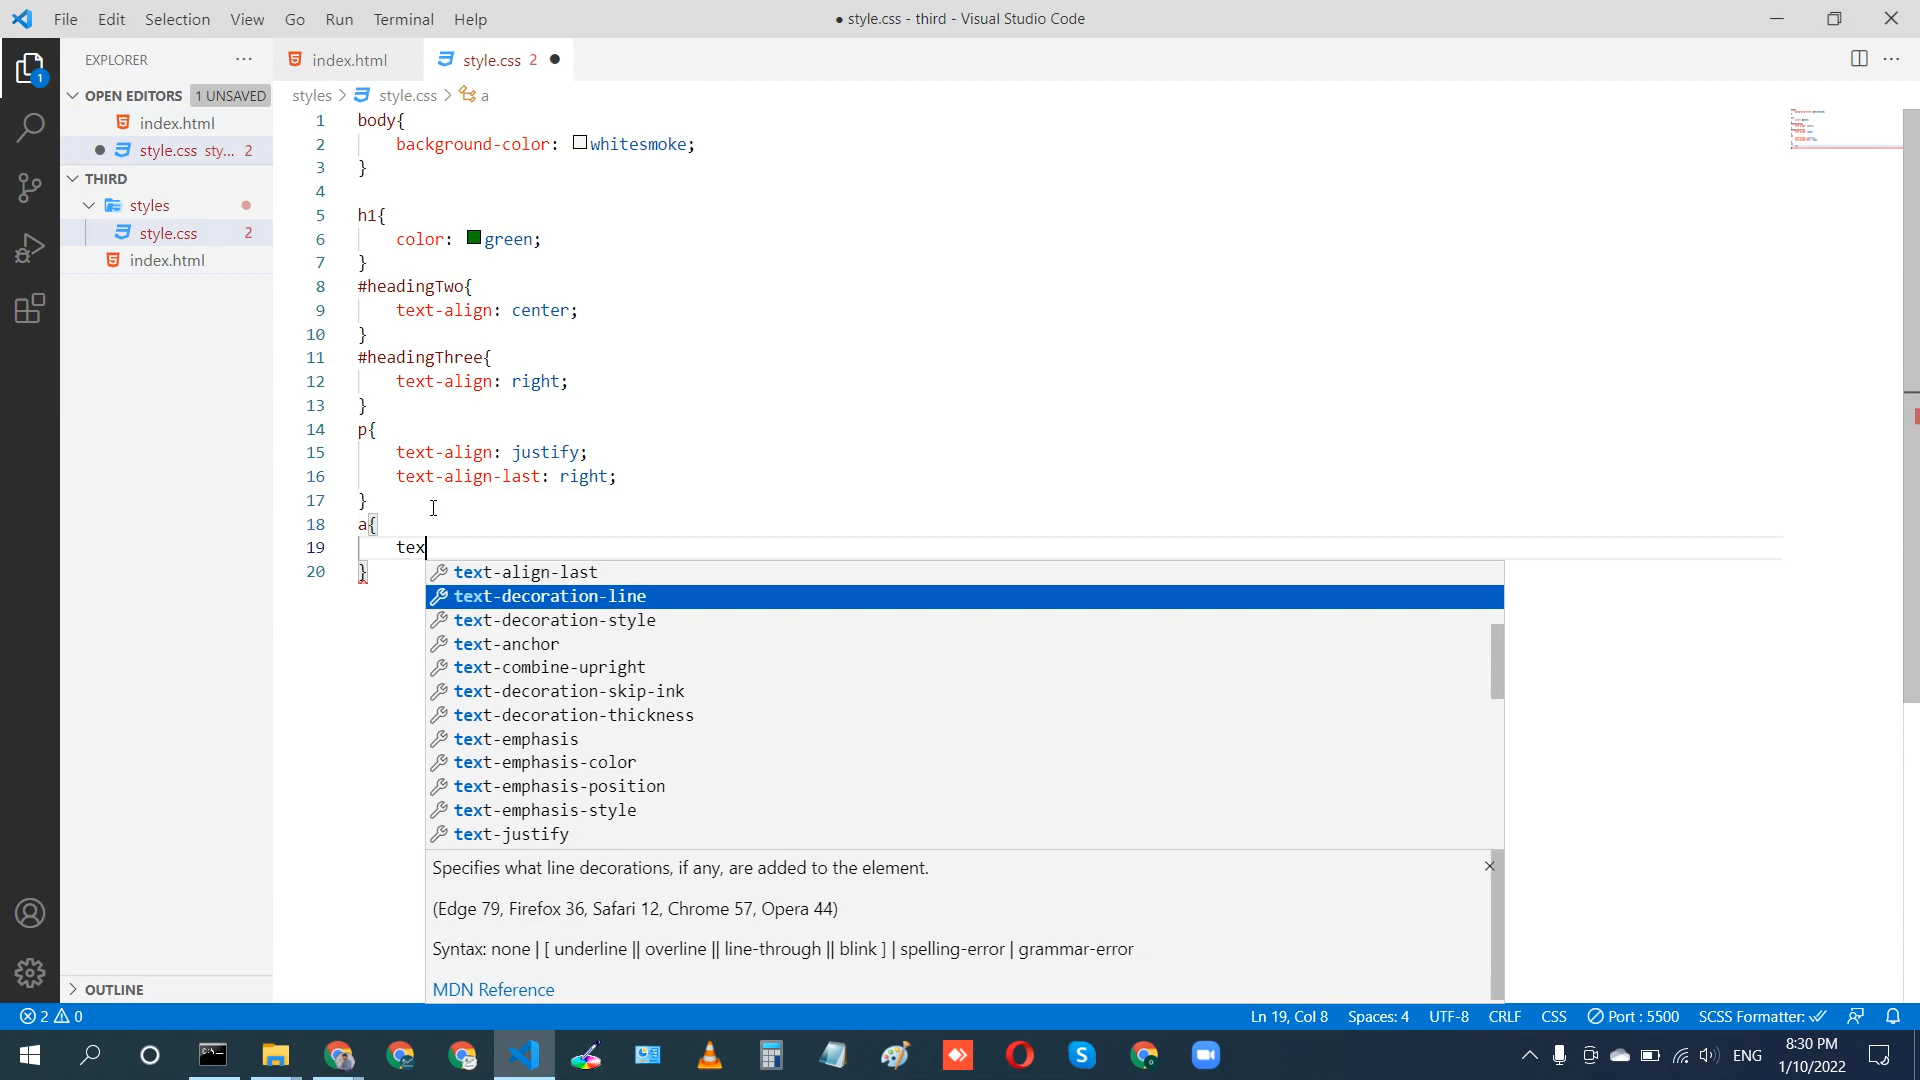 File Edit Selection View Go Run Terminal Help
● style.css - third - Visual Studio Code
EXPLORER ...
index.html
style.css 2 ●
OPEN EDITORS 1 UNSAVED
styles > style.css > a
index.html
● style.css sty... 2
THIRD
styles
style.css 2
index.html
1 body{
2 background-color: whitesmoke;
3 }
4
5 h1{
6 color: green;
7 }
8 #headingTwo{
9 text-align: center;
10 }
11 #headingThree{
12 text-align: right;
13 }
14 p{
15 text-align: justify;
16 text-align-last: right;
17 }
18 a{
19 tex
20 }
text-align-last
text-decoration-line
text-decoration-style
text-anchor
text-combine-upright
text-decoration-skip-ink
text-decoration-thickness
text-emphasis
text-emphasis-color
text-emphasis-position
text-emphasis-style
text-justify
Specifies what line decorations, if any, are added to the element.
(Edge 79, Firefox 36, Safari 12, Chrome 57, Opera 44)
Syntax: none | [ underline || overline || line-through || blink ] | spelling-error | grammar-error
MDN Reference
1
OUTLINE
2 0
Ln 19, Col 8 Spaces: 4 UTF-8 CRLF CSS Port : 5500 SCSS Formatter:
ENG
8:30 PM
1/10/2022